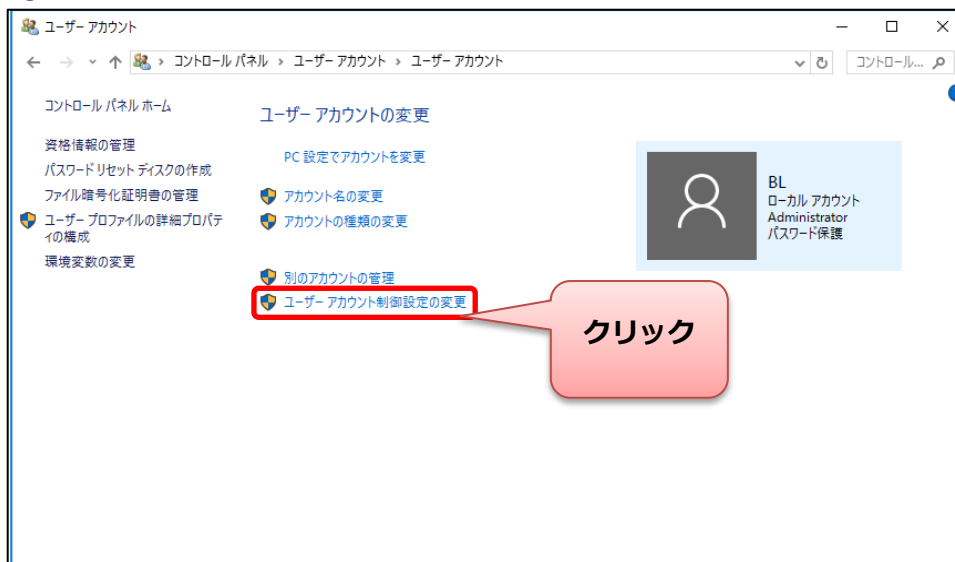 ユーザー アカウント
コントロール パネル › ユーザー アカウント › ユーザー アカウント
コントロール...
コントロール パネル ホーム
資格情報の管理
パスワード リセット ディスクの作成
ファイル暗号化証明書の管理
ユーザー プロファイルの詳細プロパテ
ィの構成
環境変数の変更
ユーザー アカウントの変更
PC 設定でアカウントを変更
アカウント名の変更
アカウントの種類の変更
別のアカウントの管理
ユーザー アカウント制御設定の変更
BL
ローカル アカウント
Administrator
パスワード保護
クリック